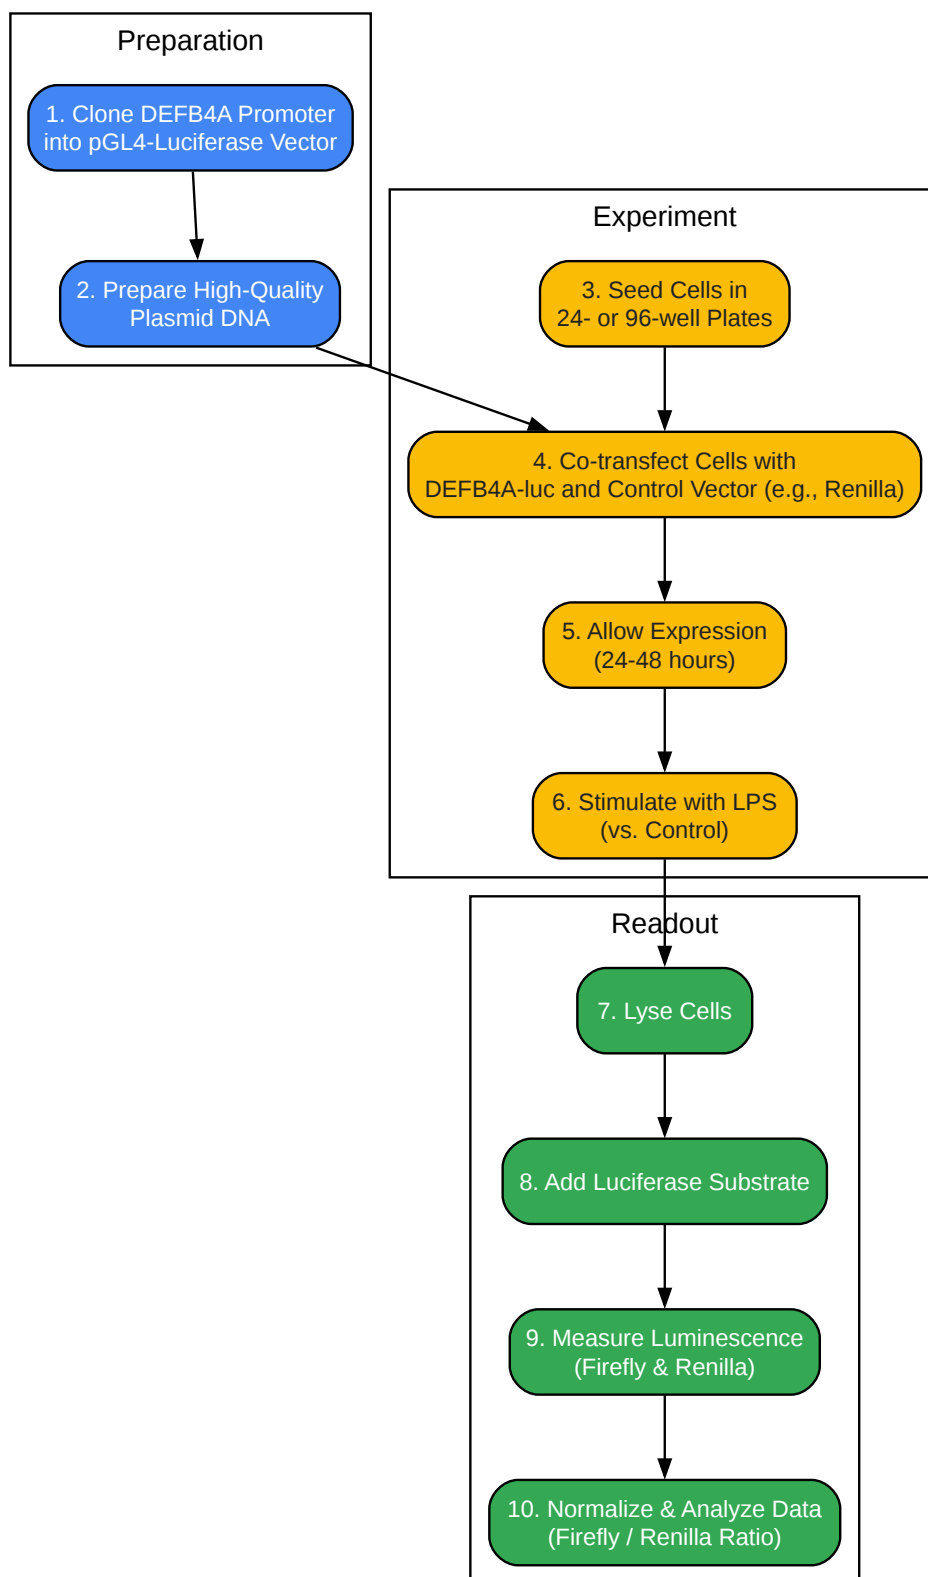 Preparation
1. Clone DEFB4A Promoter
into pGL4-Luciferase Vector
2. Prepare High-Quality
Plasmid DNA
Experiment
3. Seed Cells in
24- or 96-well Plates
4. Co-transfect Cells with
DEFB4A-luc and Control Vector (e.g., Renilla)
5. Allow Expression
(24-48 hours)
6. Stimulate with LPS
(vs. Control)
Readout
7. Lyse Cells
8. Add Luciferase Substrate
9. Measure Luminescence
(Firefly & Renilla)
10. Normalize & Analyze Data
(Firefly / Renilla Ratio)